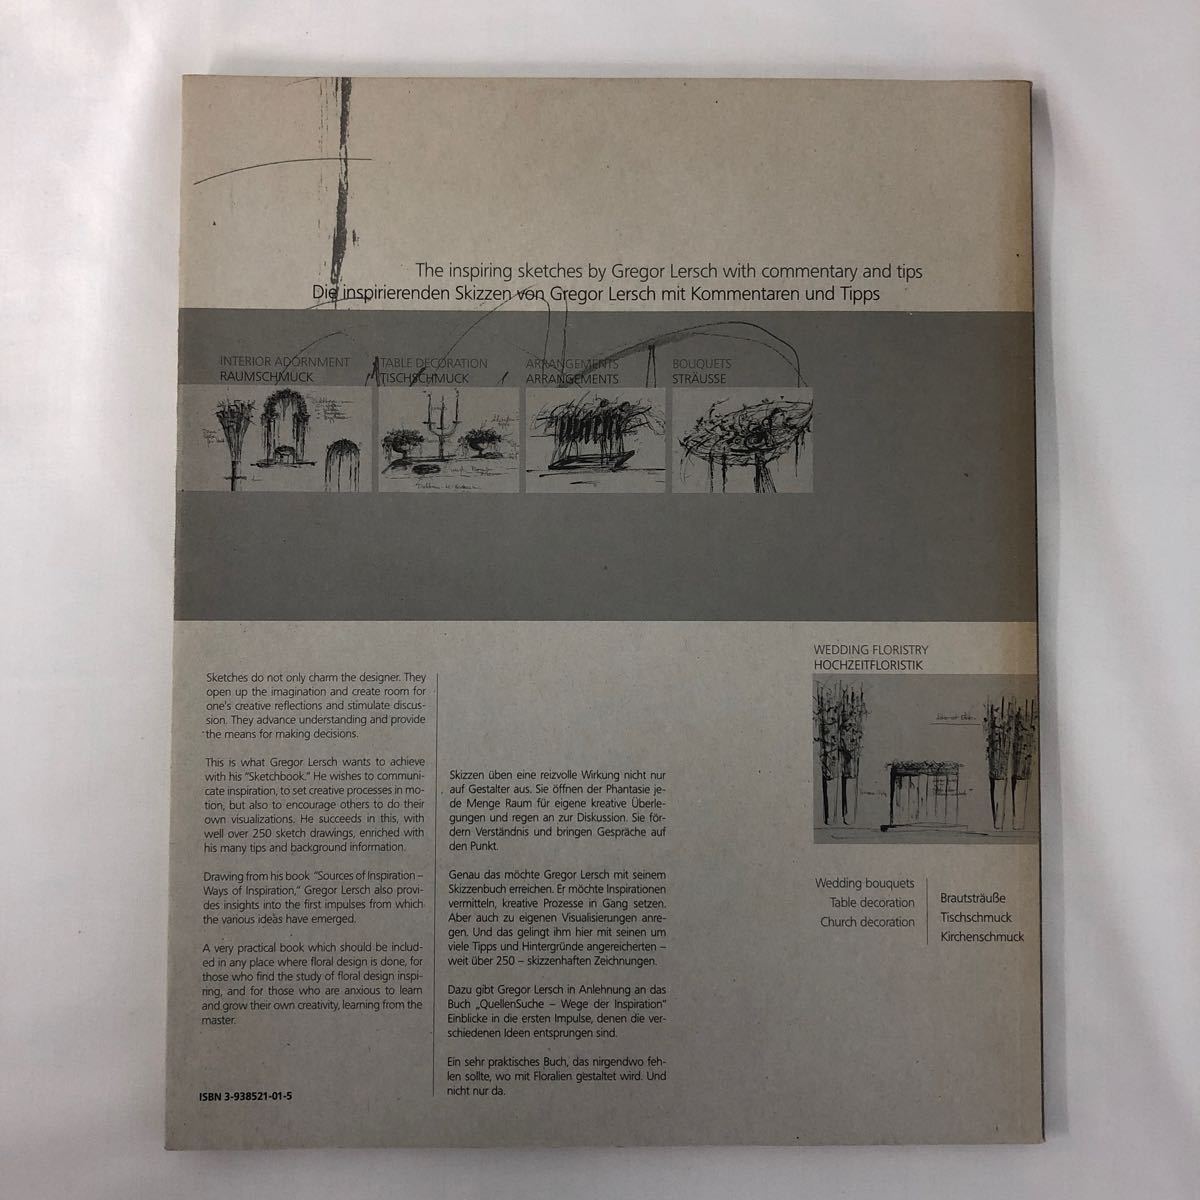 The inspiring sketches by Gregor Lersch with commentary and tips
Die inspirierenden Skizzen von Gregor Lersch mit Kommentaren und Tipps
INTERIOR ADORNMENT
RAUMSCHMUCK
TABLE DECORATION
TISCHSCHMUCK
ARRANGEMENTS
ARRANGEMENTS
BOUQUETS
STRÄUSSE
WEDDING FLORISTRY
HOCHZEITFLORISTIK
Wedding bouquets
Table decoration
Church decoration
Brautsträuße
Tischschmuck
Kirchenschmuck
Sketches do not only charm the designer. They
open up the imagination and create room for
one's creative reflections and stimulate discus-
sion. They advance understanding and provide
the means for making decisions.
This is what Gregor Lersch wants to achieve
with his "Sketchbook." He wishes to communi-
cate inspiration, to set creative processes in mo-
tion, but also to encourage others to do their
own visualizations. He succeeds in this, with
well over 250 sketch drawings, enriched with
his many tips and background information.
Drawing from his book "Sources of Inspiration –
Ways of Inspiration," Gregor Lersch also provi-
des insights into the first impulses from which
the various ideas have emerged.
A very practical book which should be includ-
ed in any place where floral design is done, for
those who find the study of floral design inspi-
ring, and for those who are anxious to learn
and grow their own creativity, learning from the
master.
Skizzen üben eine reizvolle Wirkung nicht nur
auf Gestalter aus. Sie öffnen der Phantasie je-
de Menge Raum für eigene kreative Überle-
gungen und regen an zur Diskussion. Sie för-
dern Verständnis und bringen Gespräche auf
den Punkt.
Genau das möchte Gregor Lersch mit seinem
Skizzenbuch erreichen. Er möchte Inspirationen
vermitteln, kreative Prozesse in Gang setzen.
Aber auch zu eigenen Visualisierungen anre-
gen. Und das gelingt ihm hier mit seinen um
viele Tipps und Hintergründe angereicherten –
weit über 250 – skizzenhaften Zeichnungen.
Dazu gibt Gregor Lersch in Anlehnung an das
Buch „QuellenSuche – Wege der Inspiration"
Einblicke in die ersten Impulse, denen die ver-
schiedenen Ideen entsprungen sind.
Ein sehr praktisches Buch, das nirgendwo feh-
len sollte, wo mit Floralien gestaltet wird. Und
nicht nur da.
ISBN 3-938521-01-5